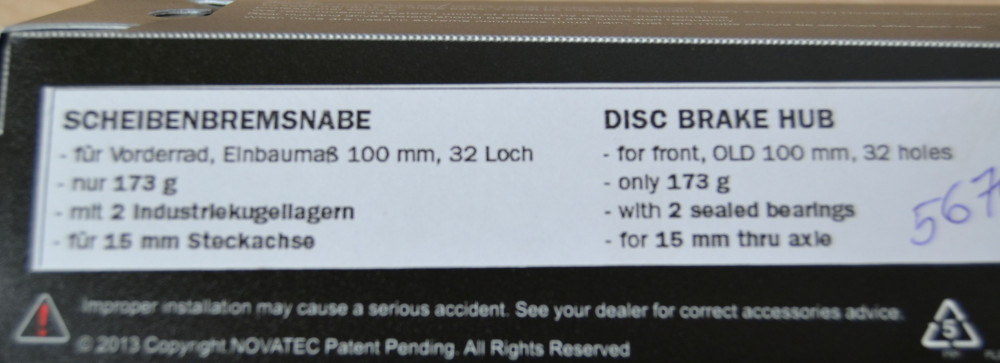 SCHEIBENBREMSNABE
- für Vorderrad, Einbaumaß 100 mm, 32 Loch
- nur 173 g
- mit 2 Industriekugellagern
- für 15 mm Steckachse
DISC BRAKE HUB
- for front, OLD 100 mm, 32 holes
- only 173 g
- with 2 sealed bearings
- for 15 mm thru axle
567
Improper installation may cause a serious accident. See your dealer for correct accessories advice.
© 2013 Copyright.NOVATEC Patent Pending. All Rights Reserved
5